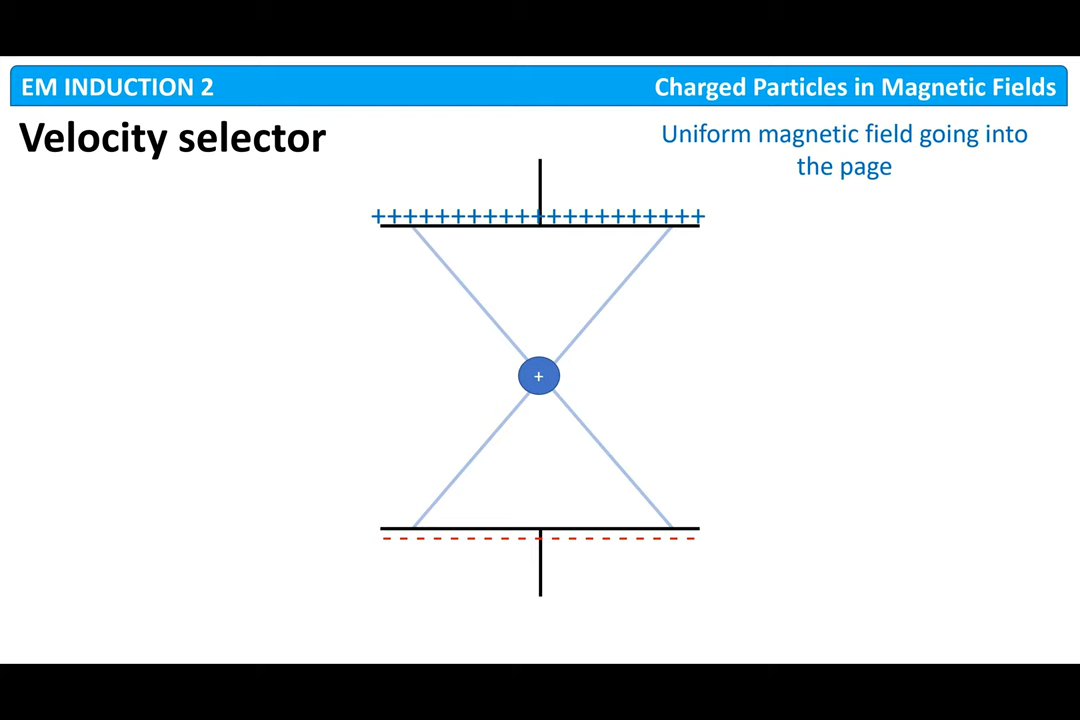 EM INDUCTION 2
Charged Particles in Magnetic Fields
Velocity selector
Uniform magnetic field going into
the page
+++++++++++++++++++++
+
- - - - - - - - - - - - - - - - - - -